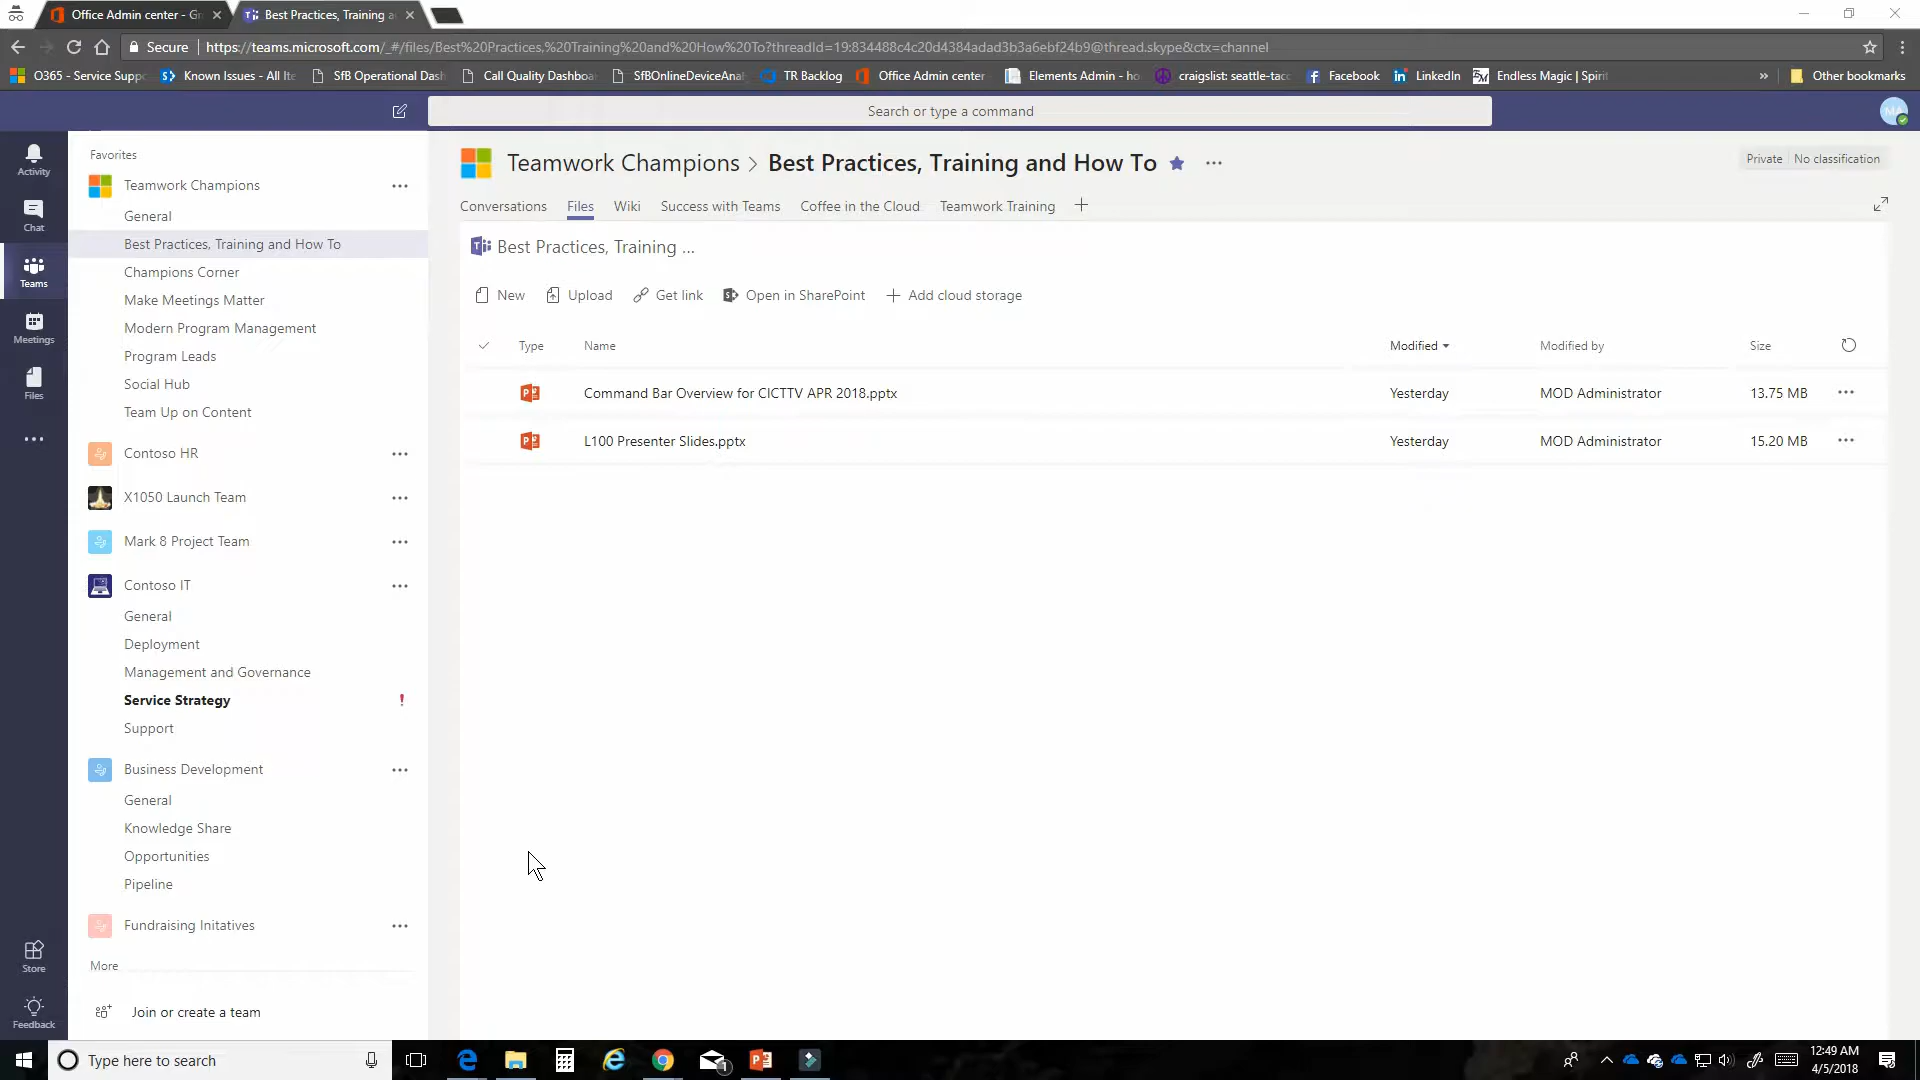 Office Admin center - G
Best Practices, Training a
Secure
https://teams.microsoft.com/_#/files/Best%20Practices,%20Training%20and%20How%20To?threadId=19:834488c4c20d4384adad3b3a6ebf24b9@thread.skype&ctx=channel
O365 - Service Supp
Known Issues - All Ite
SfB Operational Dash
Call Quality Dashboa
SfBOnlineDeviceAnal
TR Backlog
Office Admin center
Elements Admin - ho
craigslist: seattle-taco
Facebook
LinkedIn
Endless Magic | Spirit
»
Other bookmarks
Search or type a command
MA
Activity
Chat
Teams
Meetings
Files
Store
Feedback
Favorites
Teamwork Champions
General
Best Practices, Training and How To
Champions Corner
Make Meetings Matter
Modern Program Management
Program Leads
Social Hub
Team Up on Content
Contoso HR
X1050 Launch Team
Mark 8 Project Team
Contoso IT
General
Deployment
Management and Governance
Service Strategy !
Support
Business Development
General
Knowledge Share
Opportunities
Pipeline
Fundraising Initatives
More
Join or create a team
Teamwork Champions > Best Practices, Training and How To
Private No classification
Conversations Files Wiki Success with Teams Coffee in the Cloud Teamwork Training +
Best Practices, Training ...
New Upload Get link Open in SharePoint Add cloud storage
Type Name Modified Modified by Size
Command Bar Overview for CICTTV APR 2018.pptx Yesterday MOD Administrator 13.75 MB
L100 Presenter Slides.pptx Yesterday MOD Administrator 15.20 MB
Type here to search
1
12:49 AM
4/5/2018